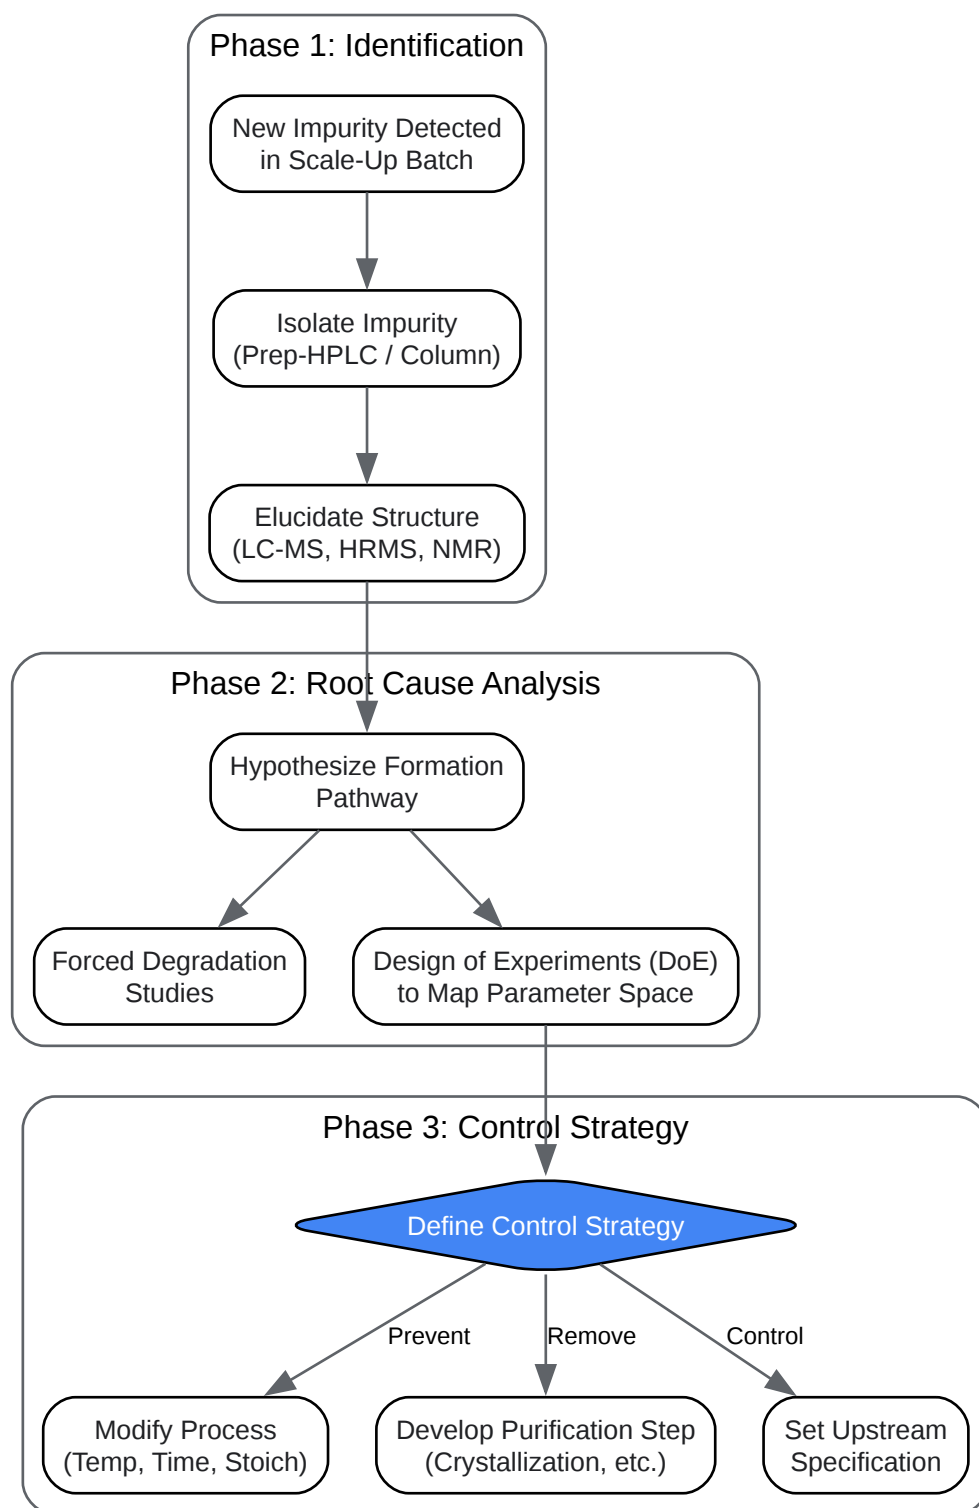 Phase 1: Identification
New Impurity Detected
in Scale-Up Batch
Isolate Impurity
(Prep-HPLC / Column)
Elucidate Structure
(LC-MS, HRMS, NMR)
Phase 2: Root Cause Analysis
Hypothesize Formation
Pathway
Forced Degradation
Studies
Design of Experiments (DoE)
to Map Parameter Space
Phase 3: Control Strategy
Define Control Strategy
Prevent
Remove
Control
Modify Process
(Temp, Time, Stoich)
Develop Purification Step
(Crystallization, etc.)
Set Upstream
Specification